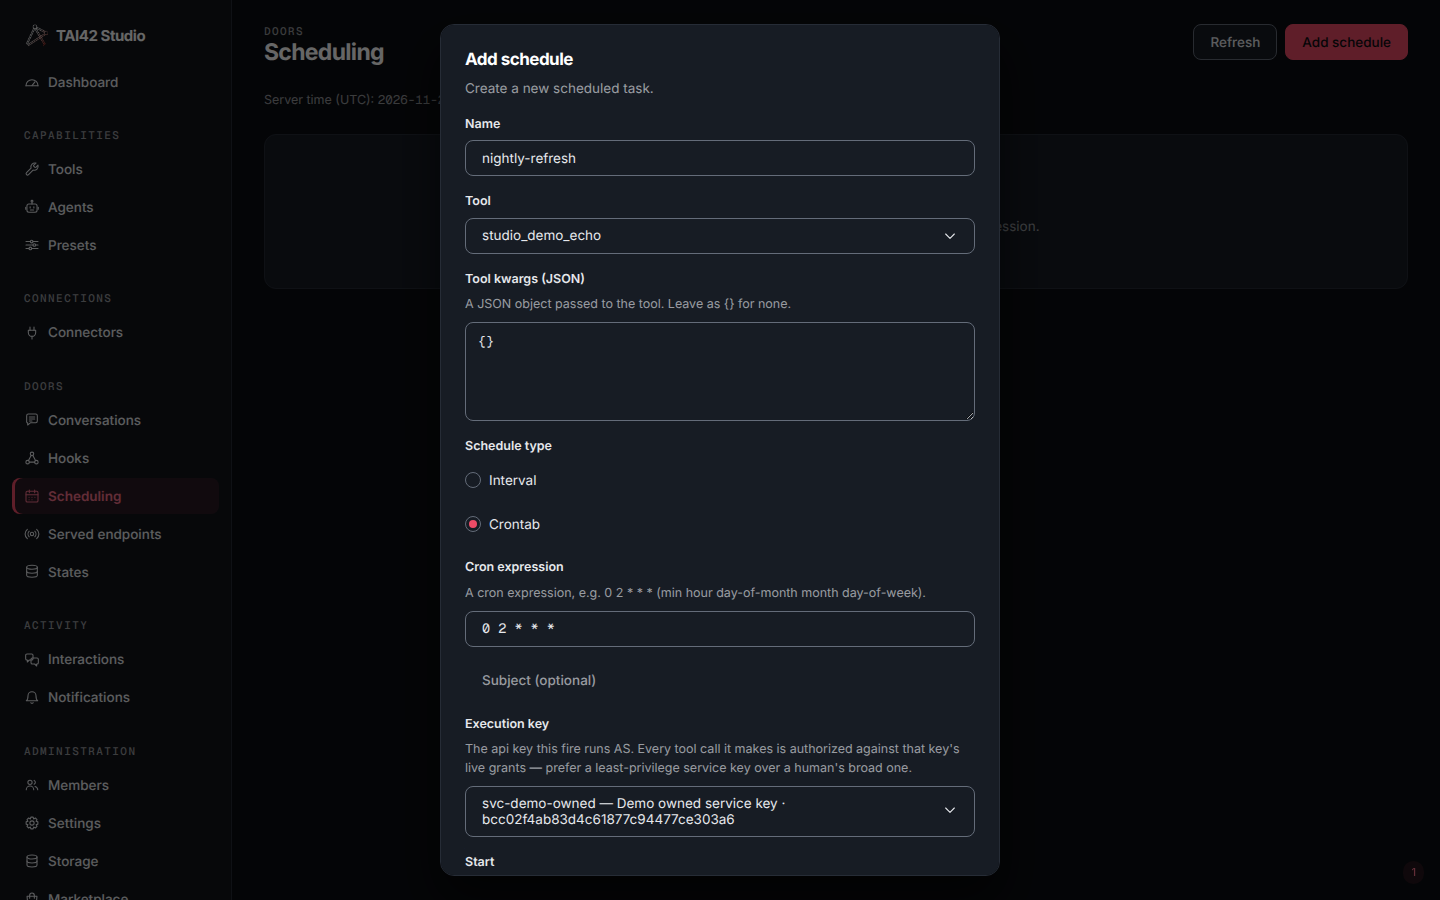 TAI42 Studio
Dashboard
CAPABILITIES
Tools
Agents
Presets
CONNECTIONS
Connectors
DOORS
Conversations
Hooks
Scheduling
Served endpoints
States
ACTIVITY
Interactions
Notifications
ADMINISTRATION
Members
Settings
Storage
Marketplace
DOORS
Scheduling
Refresh
Add schedule
Server time (UTC): 2026-11-
Add schedule
Create a new scheduled task.
Name
nightly-refresh
Tool
studio_demo_echo
Tool kwargs (JSON)
A JSON object passed to the tool. Leave as {} for none.
{}
Schedule type
Interval
Crontab
Cron expression
A cron expression, e.g. 0 2 * * * (min hour day-of-month month day-of-week).
0 2 * * *
Subject (optional)
Execution key
The api key this fire runs AS. Every tool call it makes is authorized against that key's
live grants — prefer a least-privilege service key over a human's broad one.
svc-demo-owned — Demo owned service key ·
bcc02f4ab83d4c61877c94477ce303a6
Start
1